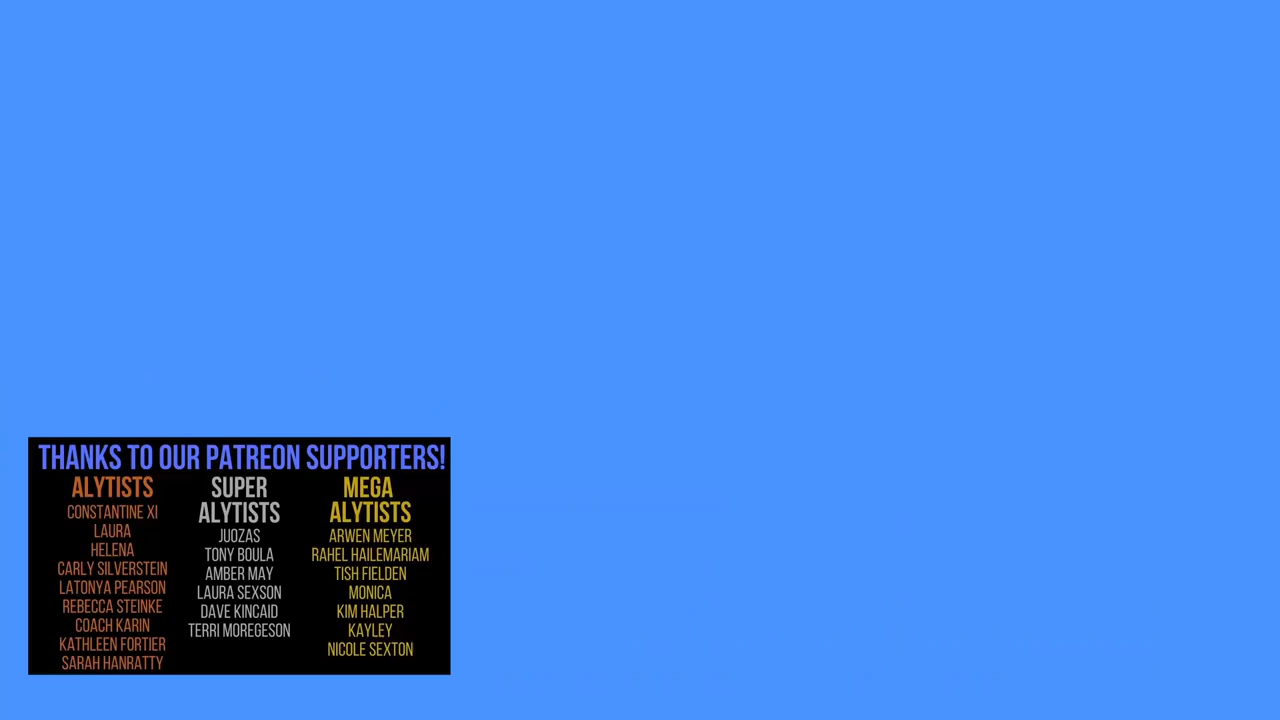 THANKS TO OUR PATREON SUPPORTERS!
ALYTISTS
CONSTANTINE XI
LAURA
HELENA
CARLY SILVERSTEIN
LATONYA PEARSON
REBECCA STEINKE
COACH KARIN
KATHLEEN FORTIER
SARAH HANRATTY
SUPER
ALYTISTS
JUOZAS
TONY BOULA
AMBER MAY
LAURA SEXSON
DAVE KINCAID
TERRI MOREGESON
MEGA
ALYTISTS
ARWEN MEYER
RAHEL HAILEMARIAM
TISH FIELDEN
MONICA
KIM HALPER
KAYLEY
NICOLE SEXTON